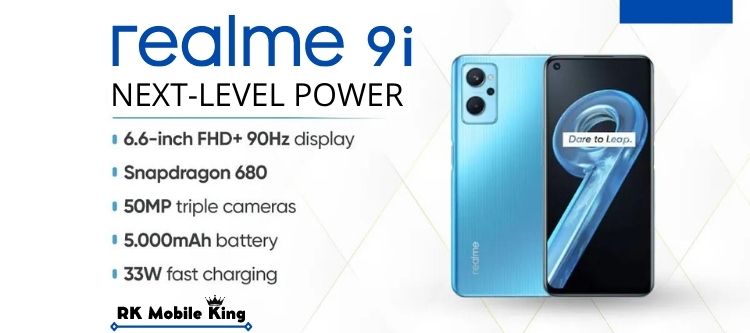 realme 9i
NEXT-LEVEL POWER
6.6-inch FHD+ 90Hz display
Snapdragon 680
50MP triple cameras
5.000mAh battery
33W fast charging
RK Mobile King
realme
Dare to Leap.